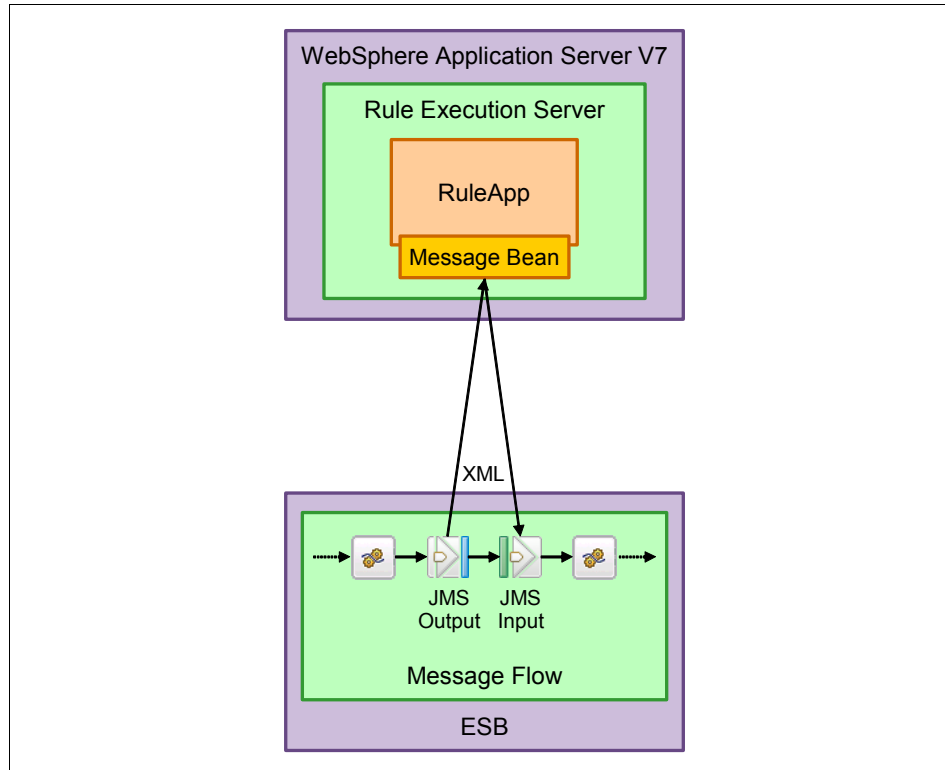 WebSphere Application Server V7
Rule Execution Server
RuleApp
Message Bean
XML
JMS
Output
JMS
Input
Message Flow
ESB